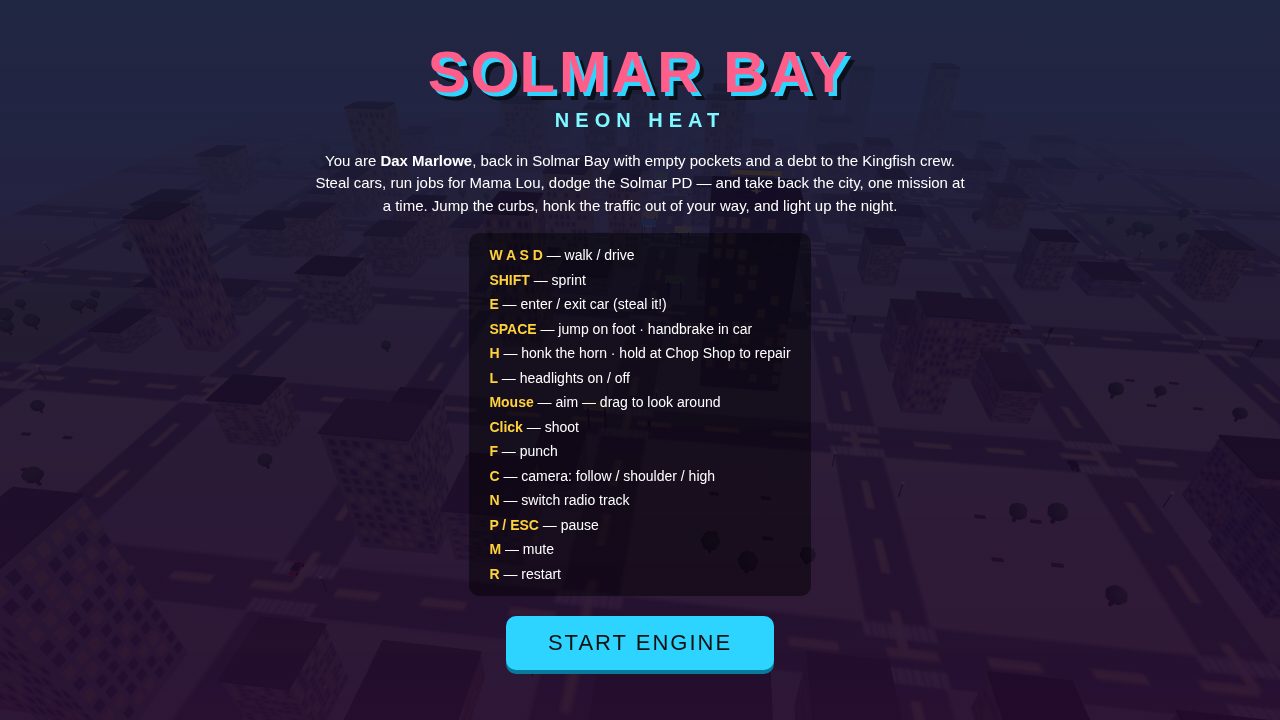 SOLMAR BAY
NEON HEAT
You are Dax Marlowe, back in Solmar Bay with empty pockets and a debt to the Kingfish crew.
Steal cars, run jobs for Mama Lou, dodge the Solmar PD — and take back the city, one mission at
a time. Jump the curbs, honk the traffic out of your way, and light up the night.
W A S D — walk / drive
SHIFT — sprint
E — enter / exit car (steal it!)
SPACE — jump on foot · handbrake in car
H — honk the horn · hold at Chop Shop to repair
L — headlights on / off
Mouse — aim — drag to look around
Click — shoot
F — punch
C — camera: follow / shoulder / high
N — switch radio track
P / ESC — pause
M — mute
R — restart
START ENGINE